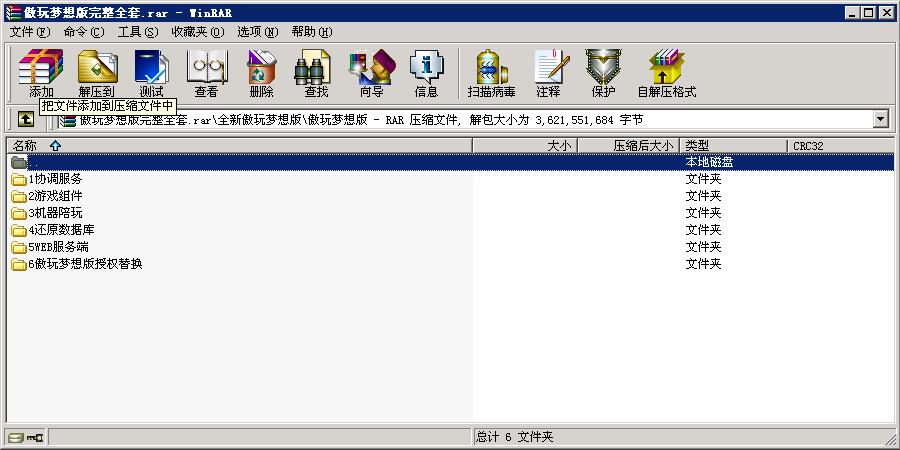 傲玩梦想版完整全套.rar - WinRAR
文件(F) 命令(C) 工具(S) 收藏夹(O) 选项(N) 帮助(H)
添加 解压到 测试 查看 删除 查找 向导 信息 扫描病毒 注释 保护 自解压格式
把文件添加到压缩文件中
傲玩梦想版完整全套.rar\全新傲玩梦想版\傲玩梦想版 - RAR 压缩文件, 解包大小为 3,621,551,684 字节
名称 大小 压缩后大小 类型 CRC32
.. 本地磁盘
1协调服务 文件夹
2游戏组件 文件夹
3机器陪玩 文件夹
4还原数据库 文件夹
5WEB服务端 文件夹
6傲玩梦想版授权替换 文件夹
总计 6 文件夹